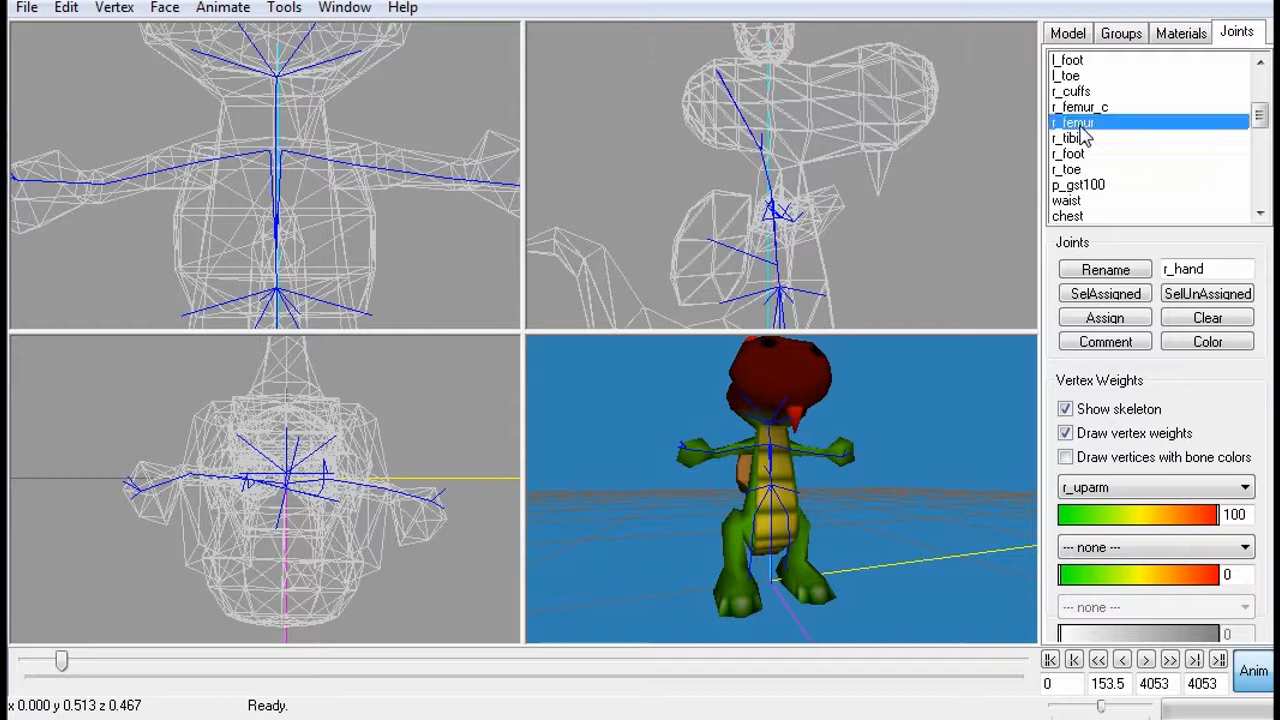 File Edit Vertex Face Animate Tools Window Help
Model Groups Materials Joints
l_foot
l_toe
r_cuffs
r_femur_c
r_femur
r_tibi
r_foot
r_toe
p_gst100
waist
chest
Joints
Rename r_hand
SelAssigned SelUnAssigned
Assign Clear
Comment Color
Vertex Weights
Show skeleton
Draw vertex weights
Draw vertices with bone colors
r_uparm
100
--- none ---
0
--- none ---
0
0 153.5 4053 4053 Anim
x 0.000 y 0.513 z 0.467 Ready.